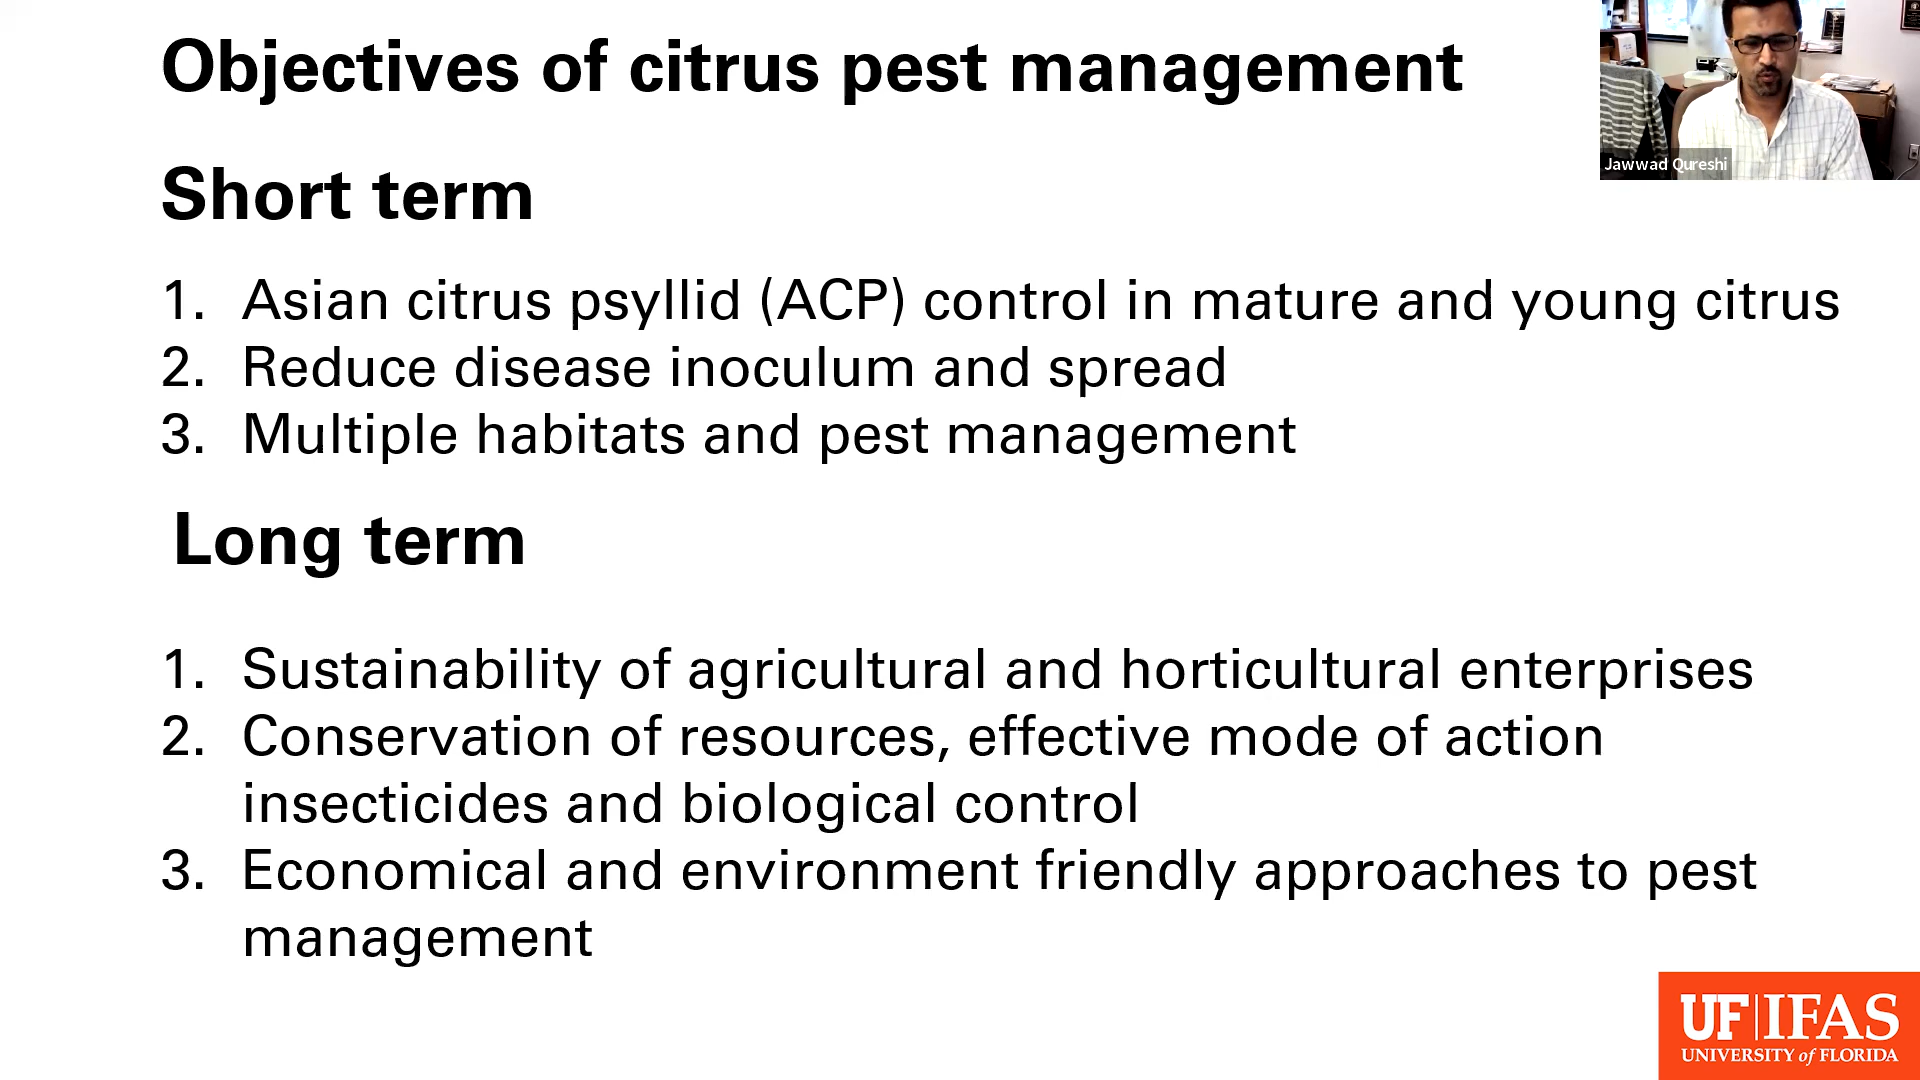 Objectives of citrus pest management
Jawwad Qureshi
Short term
1. Asian citrus psyllid (ACP) control in mature and young citrus
2. Reduce disease inoculum and spread
3. Multiple habitats and pest management
Long term
1. Sustainability of agricultural and horticultural enterprises
2. Conservation of resources, effective mode of action
insecticides and biological control
3. Economical and environment friendly approaches to pest
management
UF|IFAS
UNIVERSITY of FLORIDA